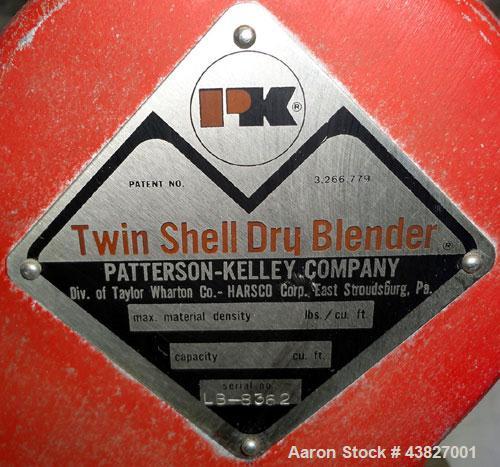 PK®
PATENT NO. 3,266,779
Twin Shell Dry Blender®
PATTERSON-KELLEY COMPANY
Div. of Taylor Wharton Co.- HARSCO Corp. East Stroudsburg, Pa.
max. material density lbs./cu. ft.
capacity cu. ft.
serial no.
LB-8362
Aaron Stock # 43827001